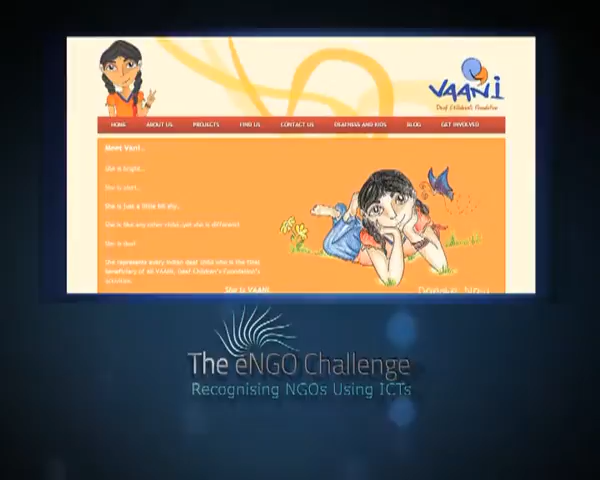 VAANI
Deaf Children's Foundation
HOME ABOUT US PROJECTS FIND US CONTACT US DEAFNESS AND KIDS BLOG GET INVOLVED
Meet Vaani...
She is bright...
She is alert...
She is just a little bit shy...
She is like any other child, yet she is different
She is deaf
She represents every Indian deaf child who is the
beneficiary of all VAANI, Deaf Children's Foundation's
She is VAANI.
Donate Now
The eNGO Challenge
Recognising NGOs Using ICTs